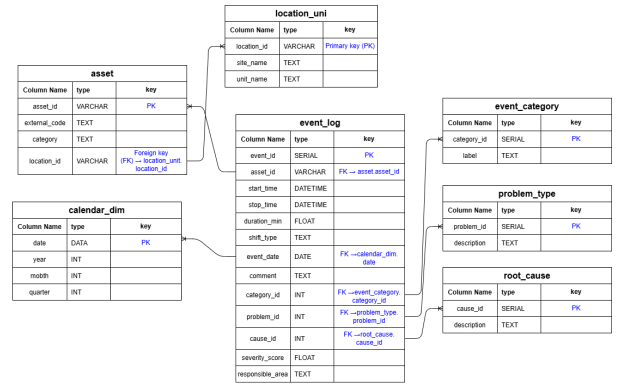 location_uni
Column Name type key
location_id VARCHAR Primary key (PK)
site_name TEXT
unit_name TEXT
asset
Column Name type key
asset_id VARCHAR PK
external_code TEXT
category TEXT
location_id VARCHAR Foreign key
(FK) → location_unit.
location_id
calendar_dim
Column Name type key
date DATA PK
year INT
mobth INT
quarter INT
event_log
Column Name type key
event_id SERIAL PK
asset_id VARCHAR FK → asset.asset_id
start_time DATETIME
stop_time DATETIME
duration_min FLOAT
shift_type TEXT
event_date DATE FK →calendar_dim.
date
comment TEXT
category_id INT FK →event_category.
category_id
problem_id INT FK →problem_type.
problem_id
cause_id INT FK →root_cause.
cause_id
severity_score FLOAT
responsible_area TEXT
event_category
Column Name type key
category_id SERIAL PK
label TEXT
problem_type
Column Name type key
problem_id SERIAL PK
description TEXT
root_cause
Column Name type key
cause_id SERIAL PK
description TEXT